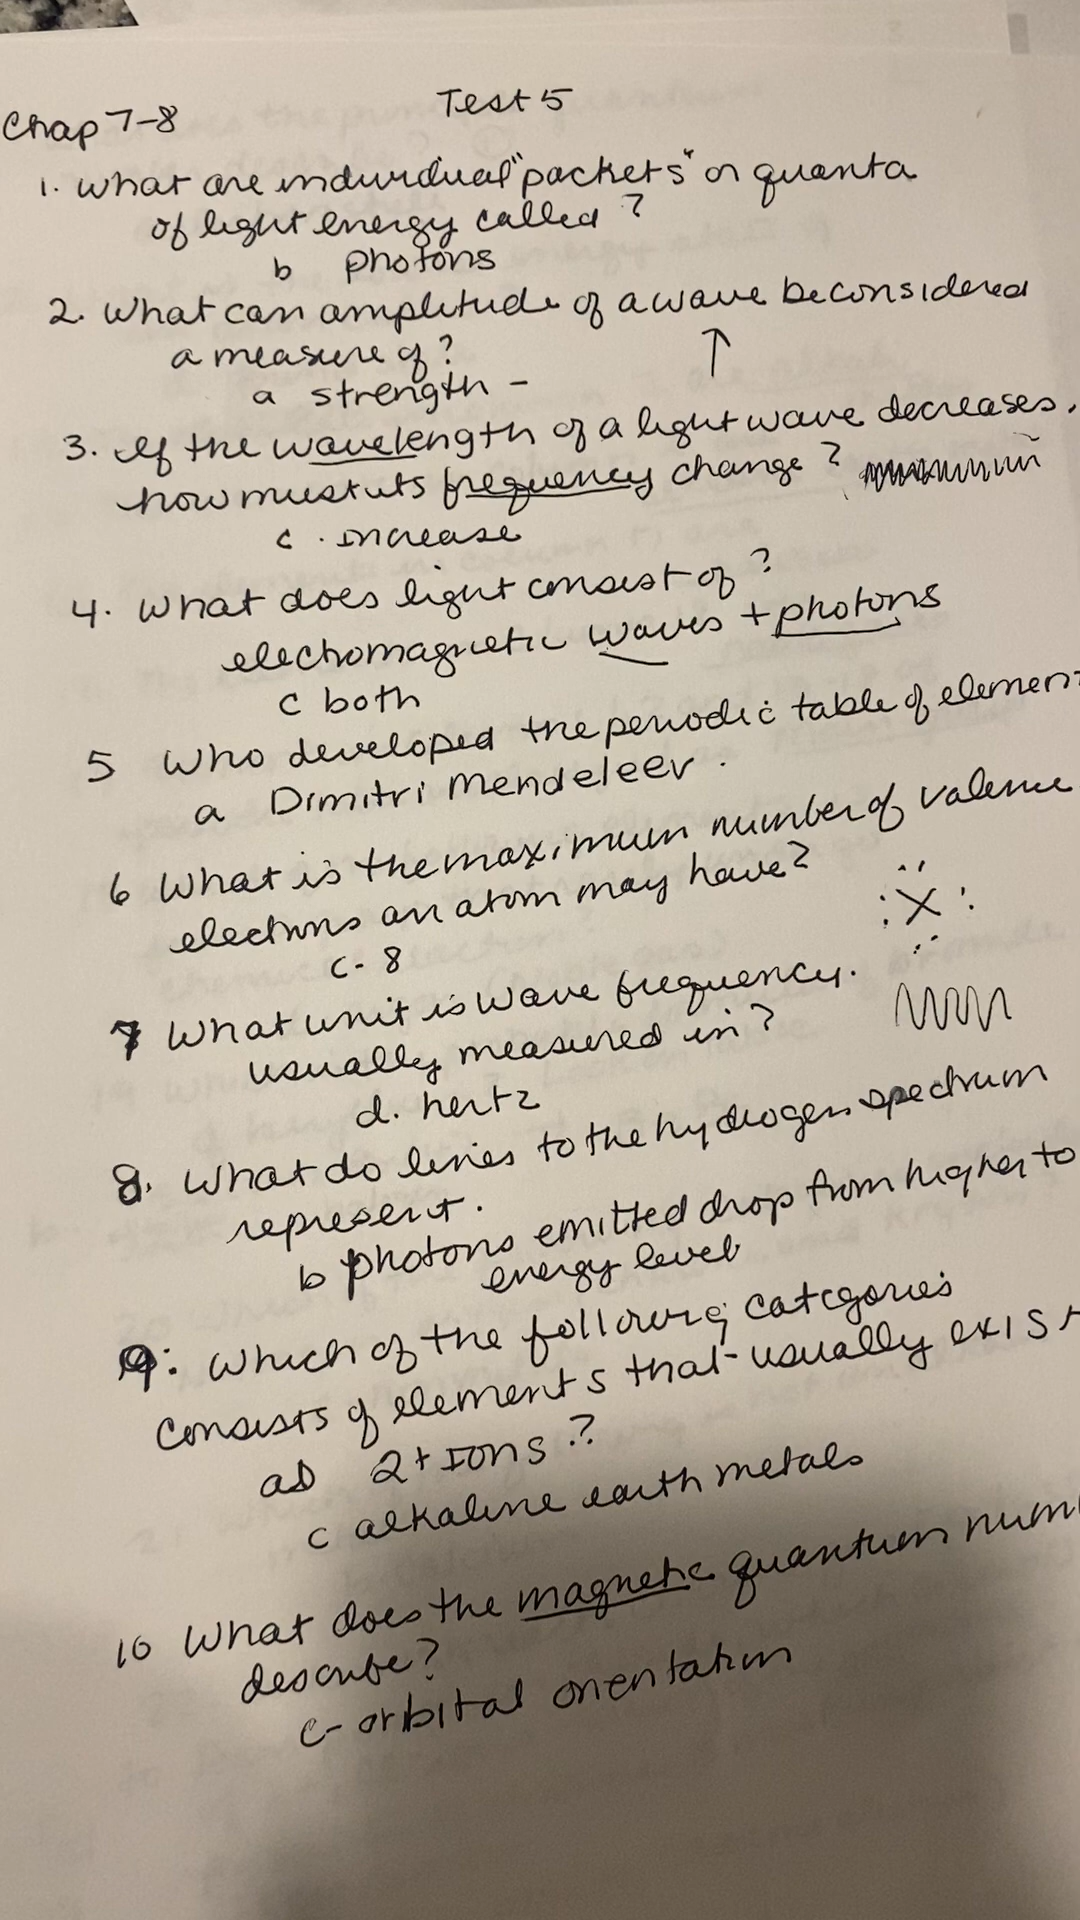 Test 5
Chap 7-8
1. What are individual "packets" or quanta
of light energy called?
b photons
2. What can amplitude of a wave be considered
a measure of?
a strength -
3. If the wavelength of a light wave decreases,
how must its frequency change?
c. increase
4. What does light consist of?
electromagnetic waves + photons
c both
5 Who developed the periodic table of element
a Dimitri Mendeleev.
6 What is the maximum number of valence
electrons an atom may have?
:X:
c- 8
7 What unit is wave frequency.
usually measured in?
d. hertz
8. What do lines to the hydrogen spectrum
represent.
b photons emitted drop from higher to
energy level
9: Which of the following categories
consists of elements that usually exist
as 2+ Ions?
c alkaline earth metals
10 What does the magnetic quantum num
describe?
c- orbital orientation